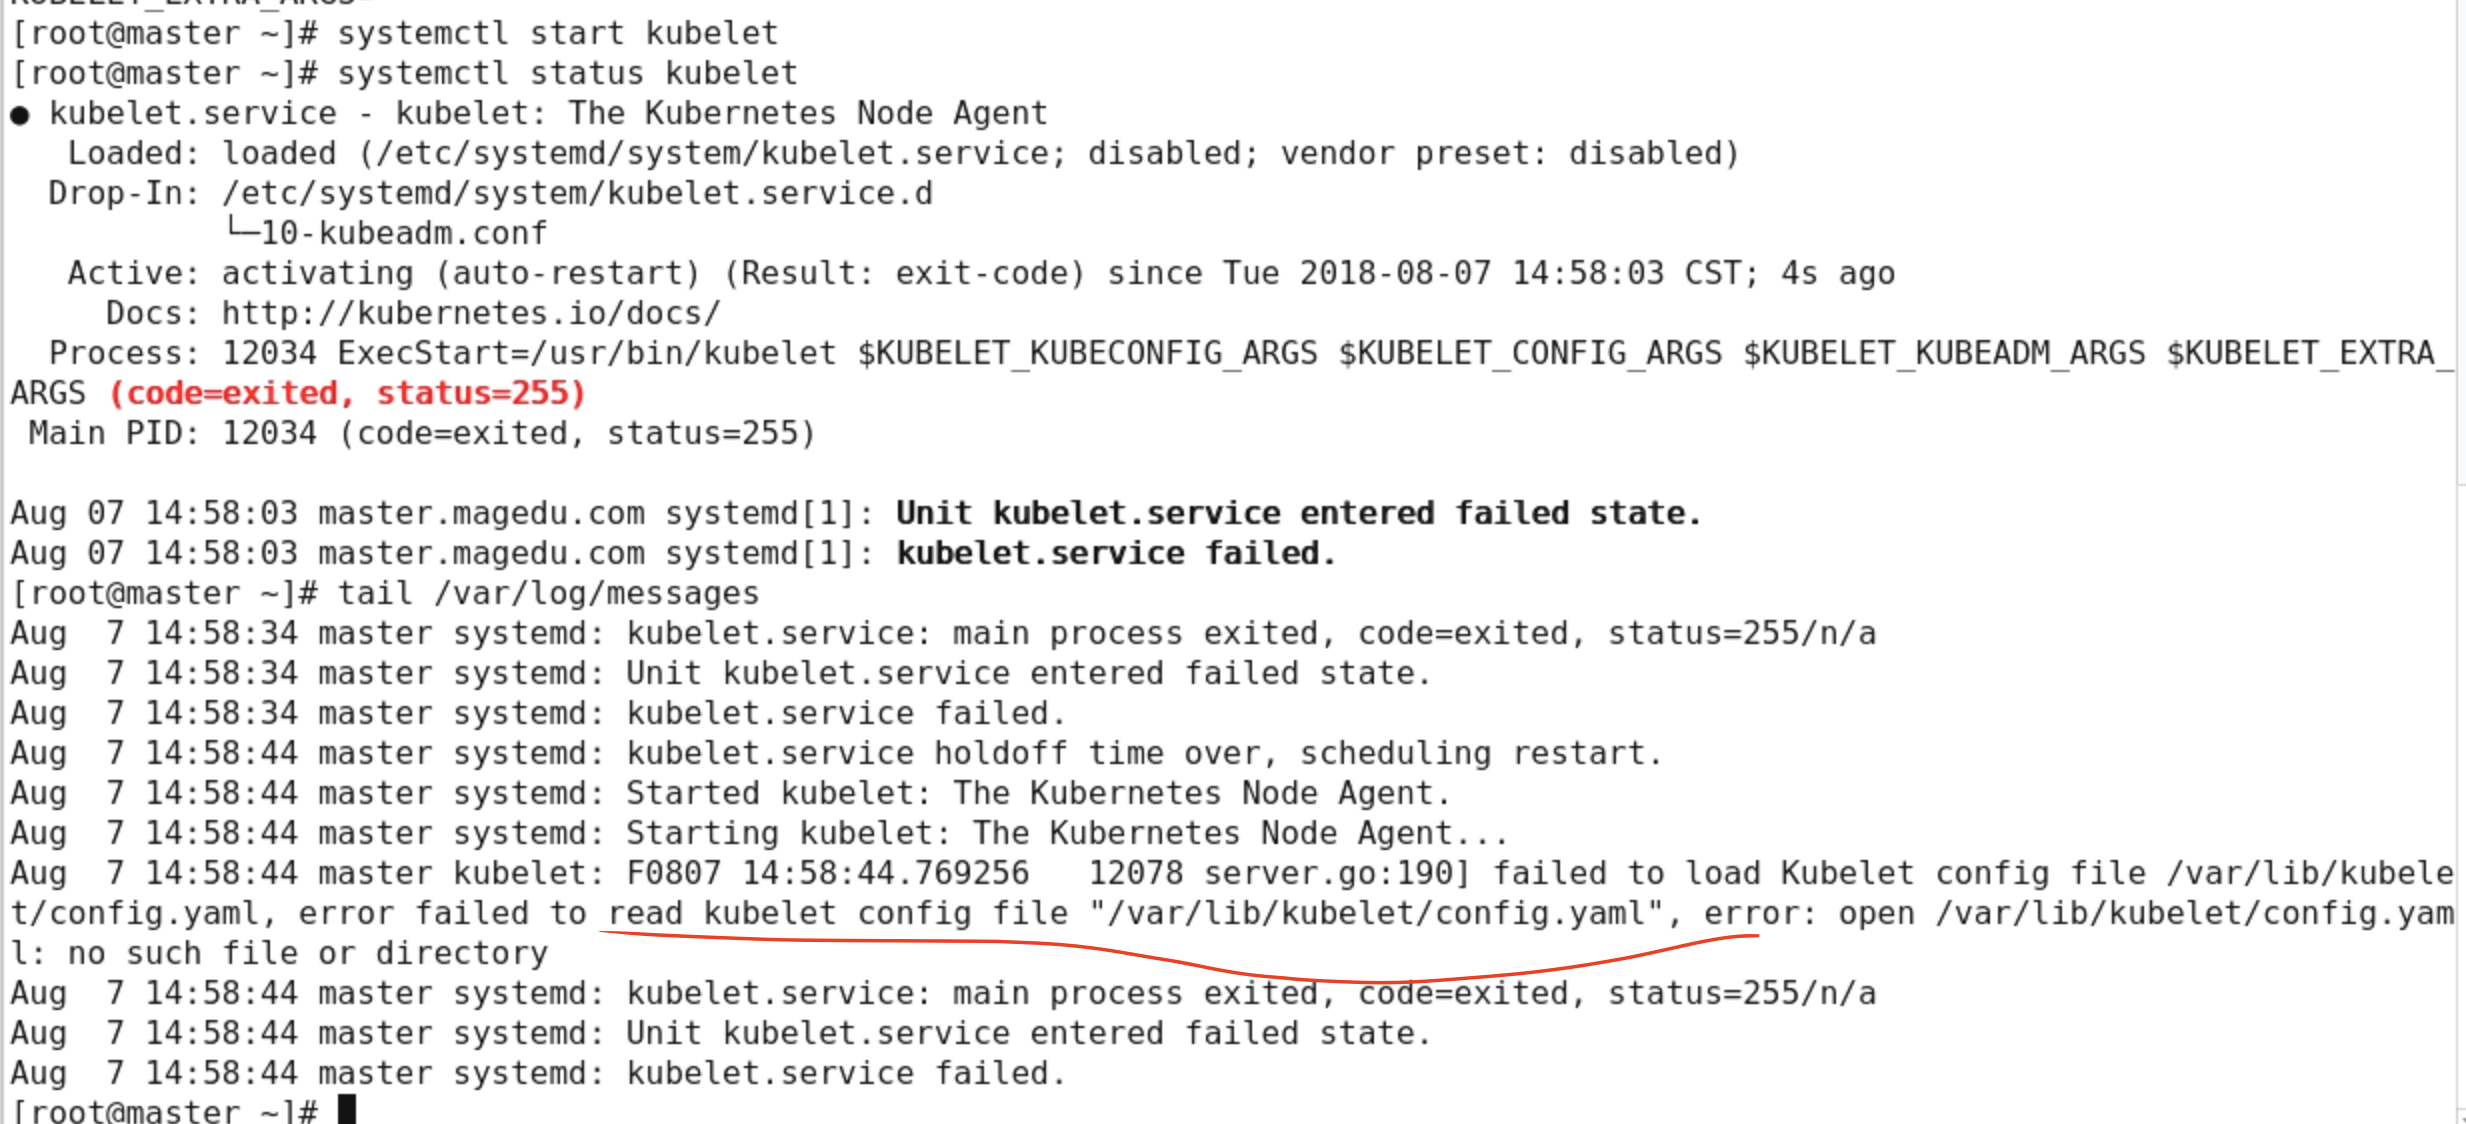 KUBELET_EXTRA_ARGS=
[root@master ~]# systemctl start kubelet
[root@master ~]# systemctl status kubelet
● kubelet.service - kubelet: The Kubernetes Node Agent
   Loaded: loaded (/etc/systemd/system/kubelet.service; disabled; vendor preset: disabled)
  Drop-In: /etc/systemd/system/kubelet.service.d
           └─10-kubeadm.conf
   Active: activating (auto-restart) (Result: exit-code) since Tue 2018-08-07 14:58:03 CST; 4s ago
     Docs: http://kubernetes.io/docs/
  Process: 12034 ExecStart=/usr/bin/kubelet $KUBELET_KUBECONFIG_ARGS $KUBELET_CONFIG_ARGS $KUBELET_KUBEADM_ARGS $KUBELET_EXTRA_
ARGS (code=exited, status=255)
 Main PID: 12034 (code=exited, status=255)

Aug 07 14:58:03 master.magedu.com systemd[1]: Unit kubelet.service entered failed state.
Aug 07 14:58:03 master.magedu.com systemd[1]: kubelet.service failed.
[root@master ~]# tail /var/log/messages
Aug  7 14:58:34 master systemd: kubelet.service: main process exited, code=exited, status=255/n/a
Aug  7 14:58:34 master systemd: Unit kubelet.service entered failed state.
Aug  7 14:58:34 master systemd: kubelet.service failed.
Aug  7 14:58:44 master systemd: kubelet.service holdoff time over, scheduling restart.
Aug  7 14:58:44 master systemd: Started kubelet: The Kubernetes Node Agent.
Aug  7 14:58:44 master systemd: Starting kubelet: The Kubernetes Node Agent...
Aug  7 14:58:44 master kubelet: F0807 14:58:44.769256   12078 server.go:190] failed to load Kubelet config file /var/lib/kubele
t/config.yaml, error failed to read kubelet config file "/var/lib/kubelet/config.yaml", error: open /var/lib/kubelet/config.yam
l: no such file or directory
Aug  7 14:58:44 master systemd: kubelet.service: main process exited, code=exited, status=255/n/a
Aug  7 14:58:44 master systemd: Unit kubelet.service entered failed state.
Aug  7 14:58:44 master systemd: kubelet.service failed.
[root@master ~]#